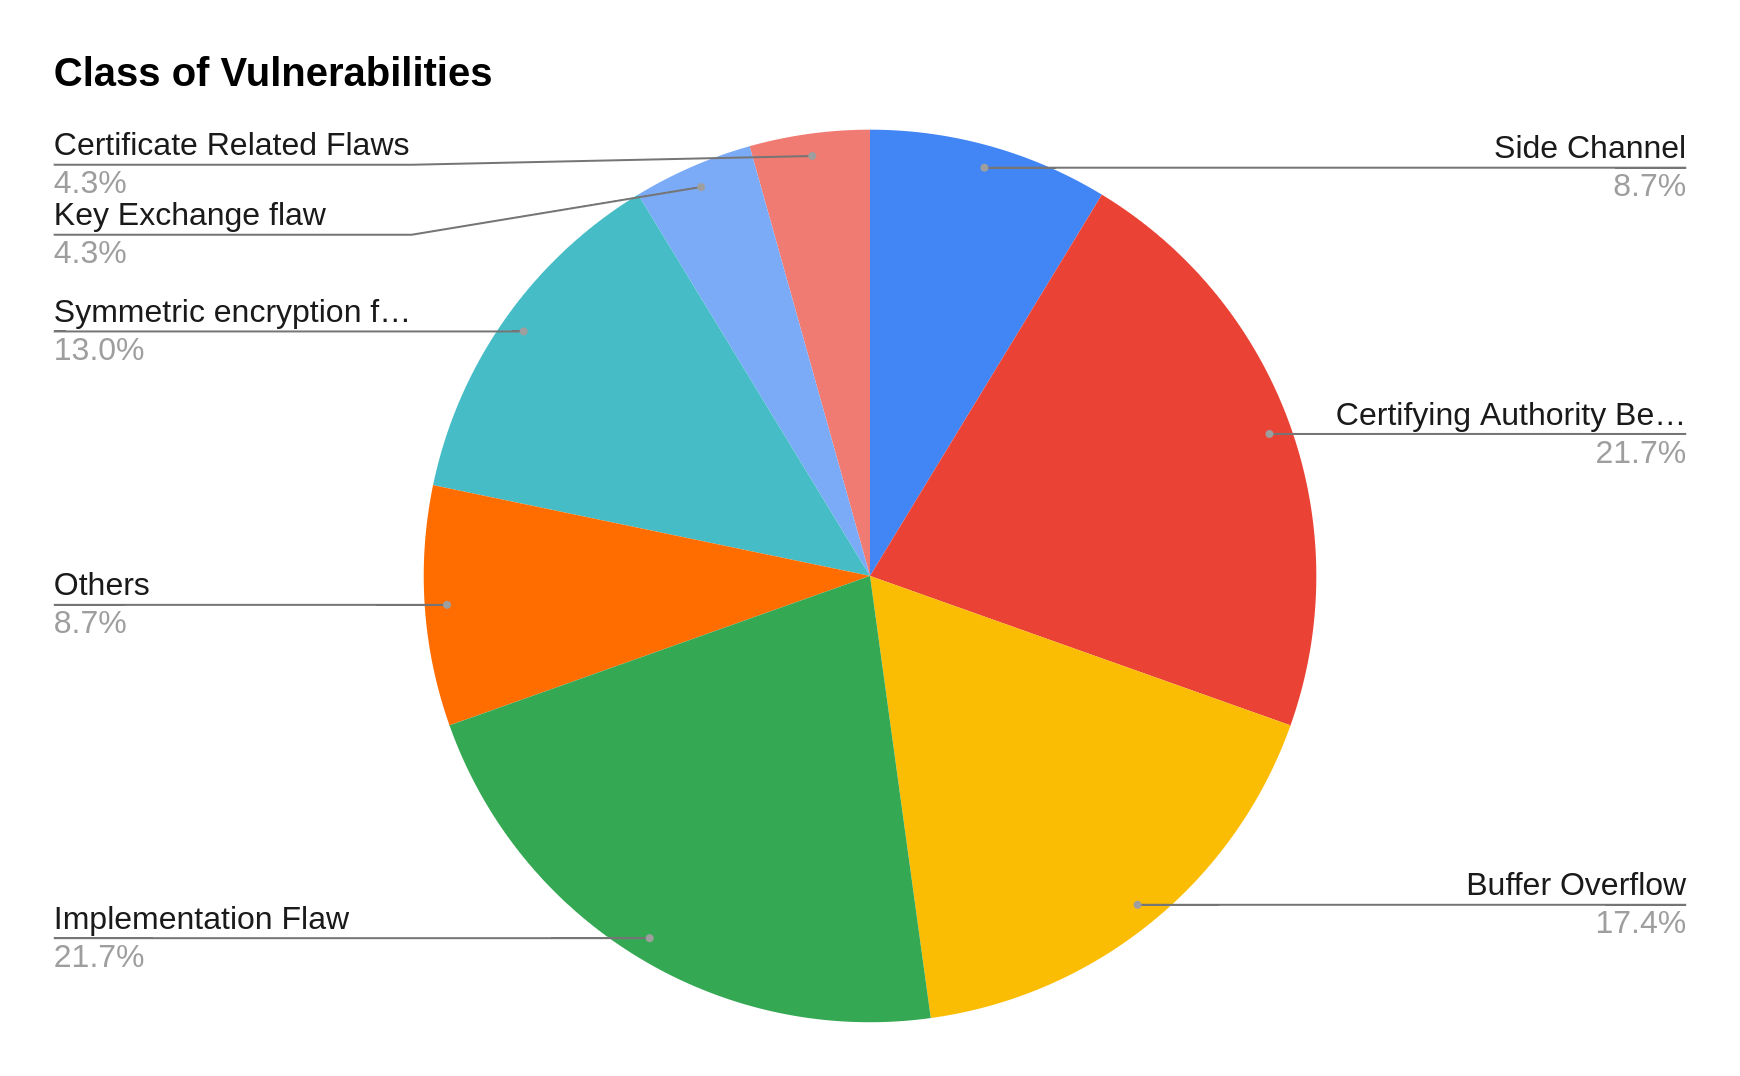 Class of Vulnerabilities
Certificate Related Flaws
4.3%
Key Exchange flaw
4.3%
Symmetric encryption f…
13.0%
Others
8.7%
Implementation Flaw
21.7%
Side Channel
8.7%
Certifying Authority Be…
21.7%
Buffer Overflow
17.4%